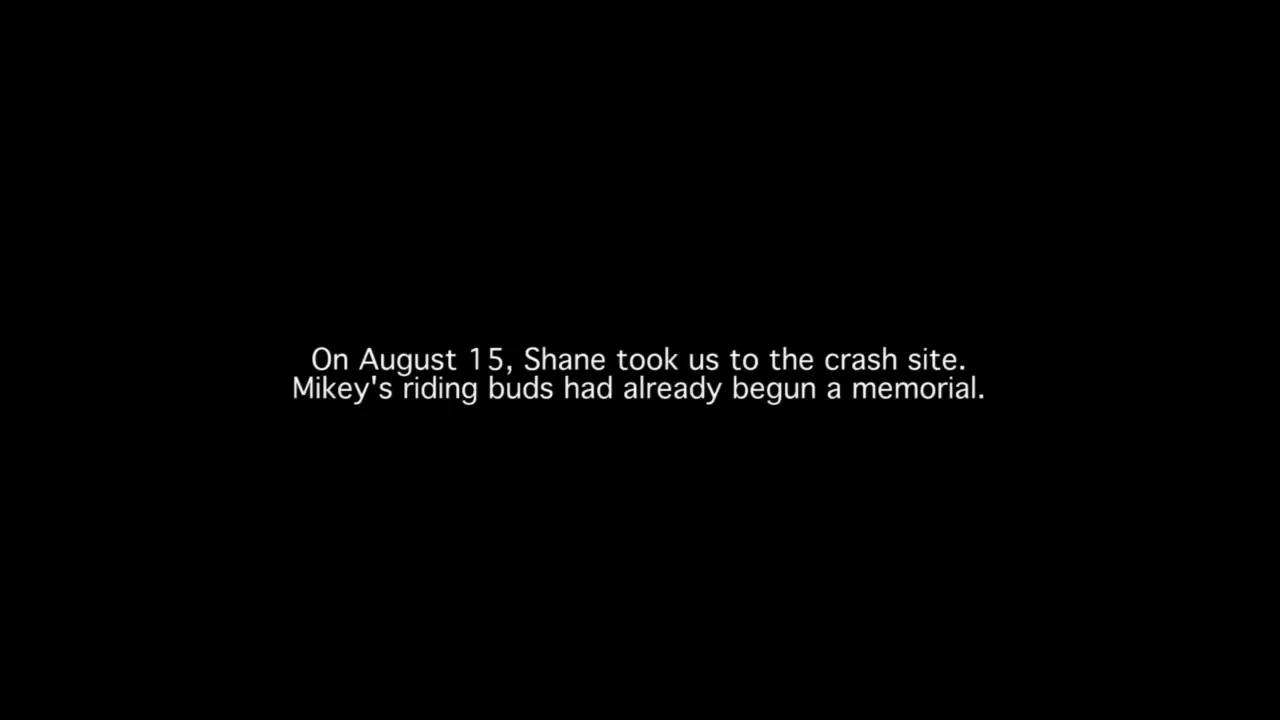 On August 15, Shane took us to the crash site.
Mikey's riding buds had already begun a memorial.